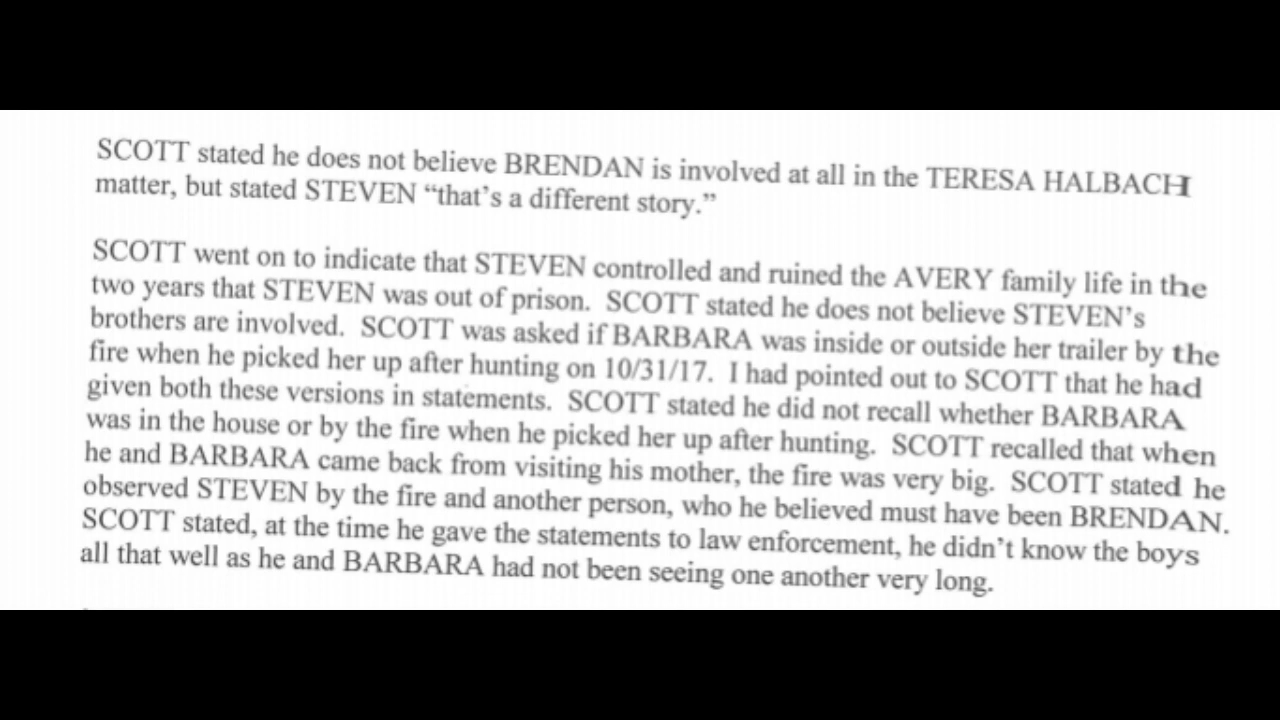 SCOTT stated he does not believe BRENDAN is involved at all in the TERESA HALBACH
matter, but stated STEVEN “that’s a different story.”
SCOTT went on to indicate that STEVEN controlled and ruined the AVERY family life in the
two years that STEVEN was out of prison. SCOTT stated he does not believe STEVEN’s
brothers are involved. SCOTT was asked if BARBARA was inside or outside her trailer by the
fire when he picked her up after hunting on 10/31/17. I had pointed out to SCOTT that he had
given both these versions in statements. SCOTT stated he did not recall whether BARBARA
was in the house or by the fire when he picked her up after hunting. SCOTT recalled that when
he and BARBARA came back from visiting his mother, the fire was very big. SCOTT stated he
observed STEVEN by the fire and another person, who he believed must have been BRENDAN.
SCOTT stated, at the time he gave the statements to law enforcement, he didn’t know the boys
all that well as he and BARBARA had not been seeing one another very long.